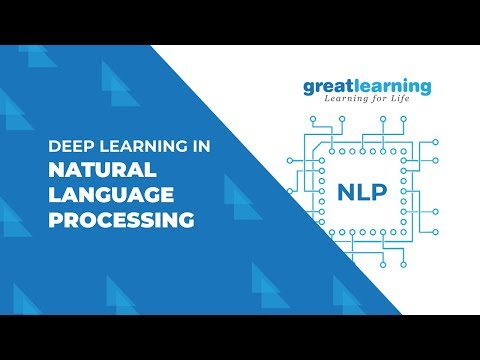 greatlearning
Learning for Life
DEEP LEARNING IN
NATURAL
LANGUAGE
PROCESSING
NLP